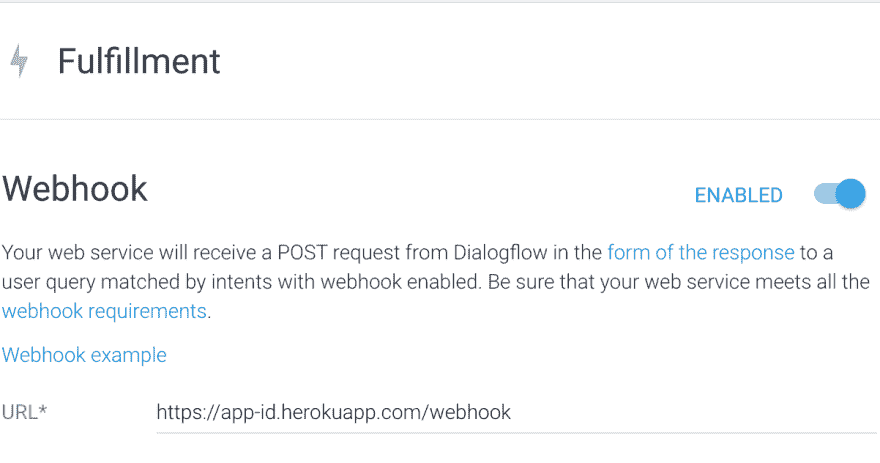 Fulfillment
Webhook
ENABLED
Your web service will receive a POST request from Dialogflow in the form of the response to a
user query matched by intents with webhook enabled. Be sure that your web service meets all the
webhook requirements.
Webhook example
URL* https://app-id.herokuapp.com/webhook